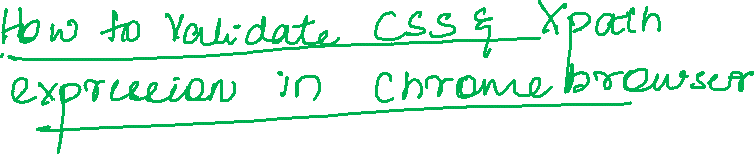 How to Validate CSS & Xpath
expression in Chrome browser